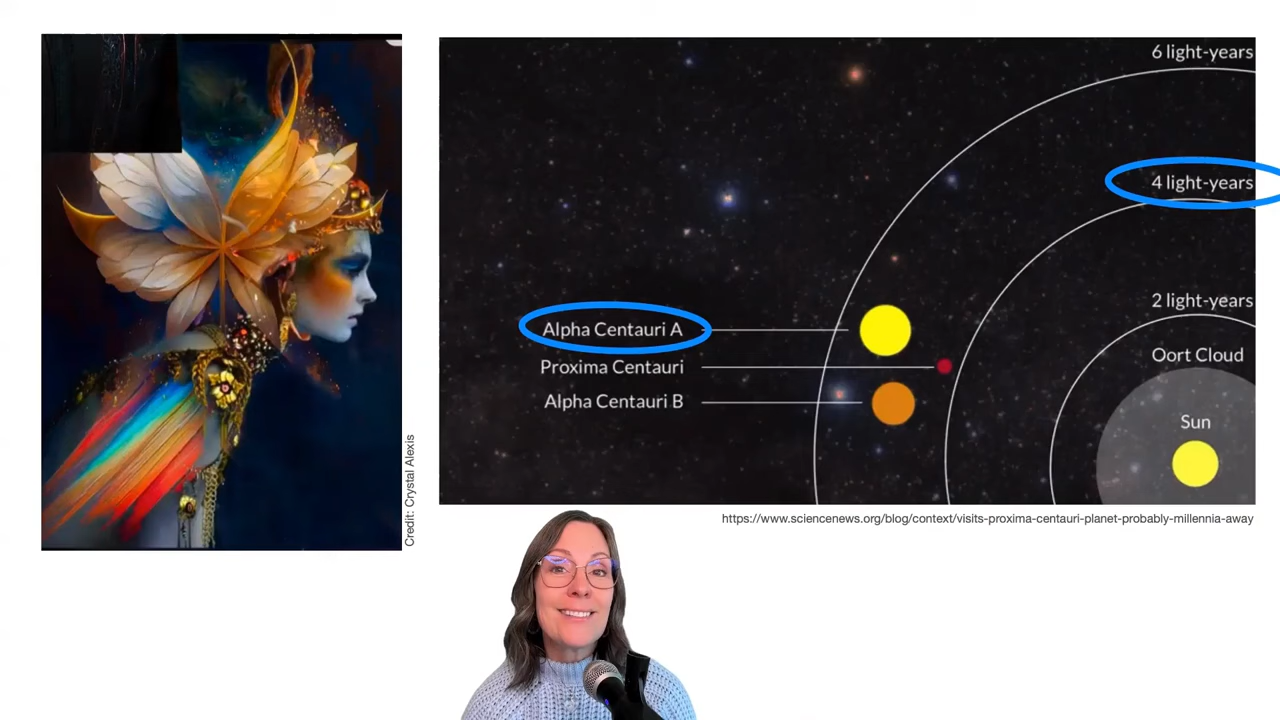 6 light-years
4 light-years
2 light-years
Oort Cloud
Sun
Alpha Centauri A
Proxima Centauri
Alpha Centauri B
Credit: Crystal Alexis
https://www.sciencenews.org/blog/context/visits-proxima-centauri-planet-probably-millennia-away